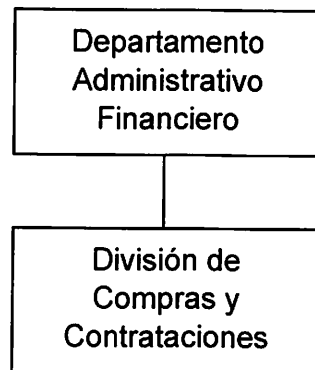 Departamento
Administrativo
Financiero
División de
Compras y
Contrataciones